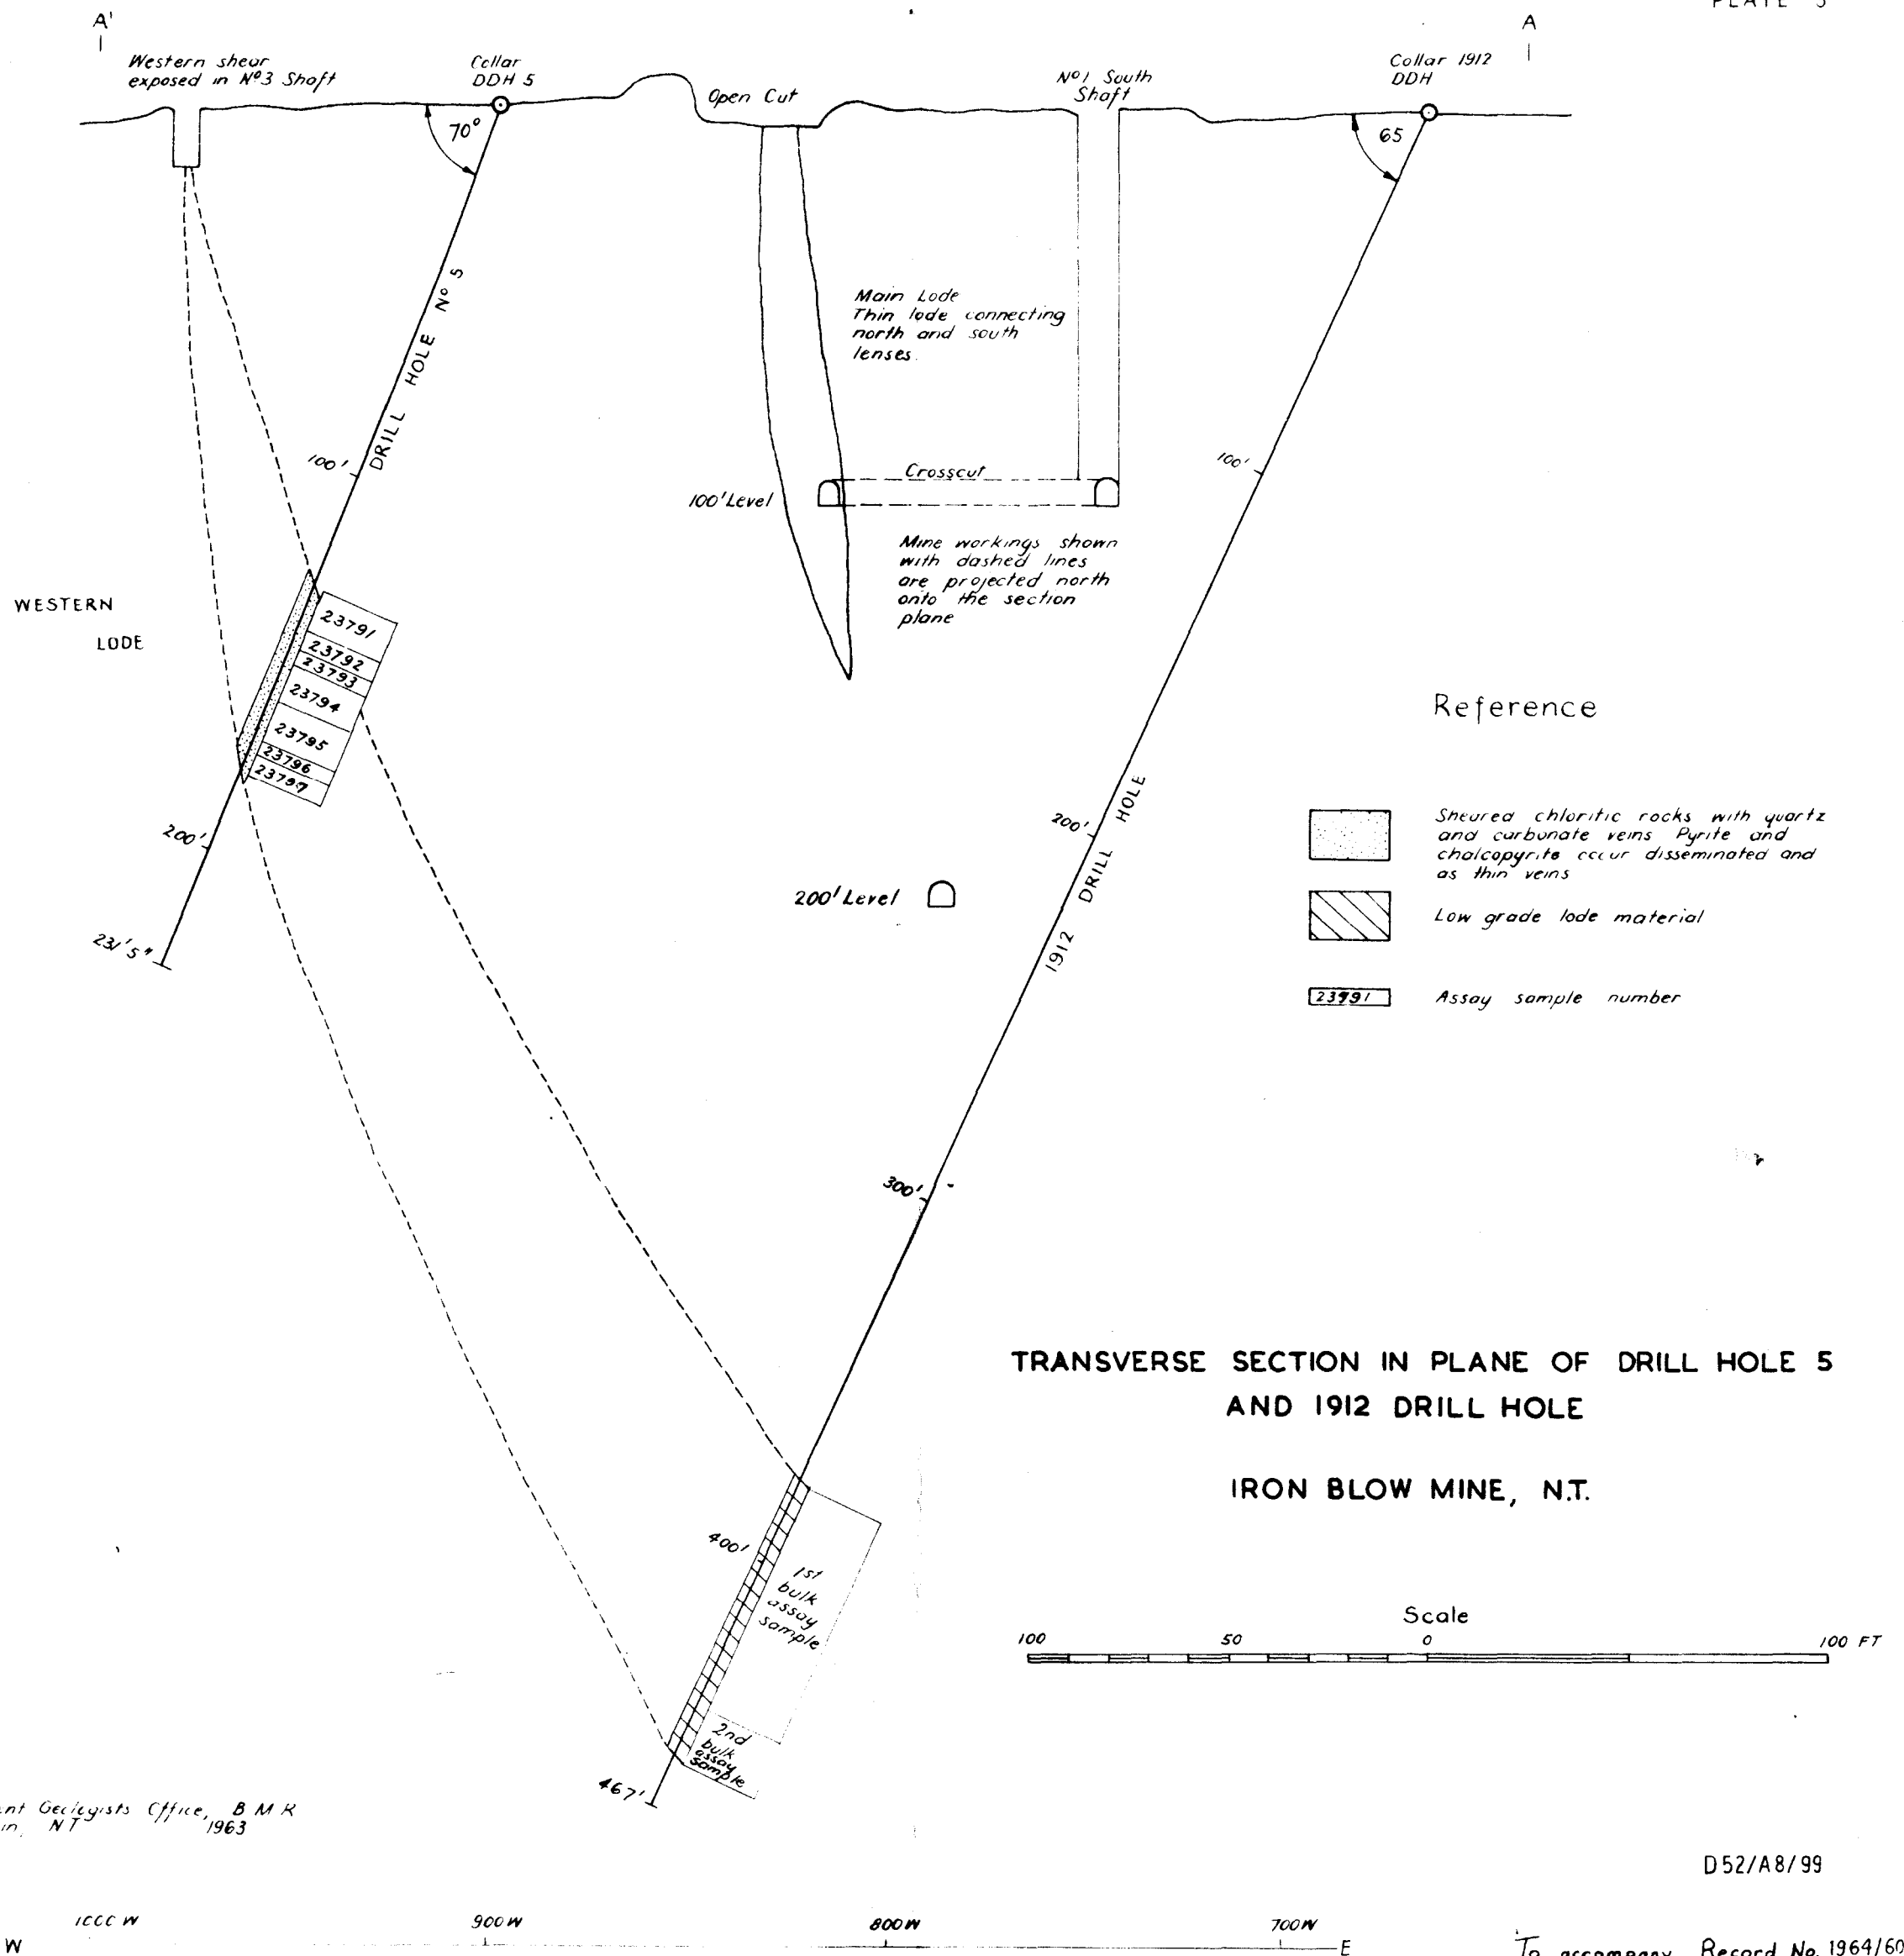 PLATE 5
A'
A
Western shear
exposed in Nº3 Shaft
Collar
DDH 5
Open Cut
Nº1 South
Shaft
Collar 1912
DDH
70°
65
DRILL HOLE Nº 5
Main Lode
Thin lode connecting
north and south
lenses.
100'
100'
Crosscut
100' Level
Mine workings shown
with dashed lines
are projected north
onto the section
plane
WESTERN
LODE
23791
23792
23793
23794
23795
23796
23797
Reference
200'
200'
1912 DRILL HOLE
Sheared chloritic rocks with quartz
and carbonate veins Pyrite and
chalcopyrite occur disseminated and
as thin veins
200' Level
Low grade lode material
231' 5"
23791
Assay sample number
300'
TRANSVERSE SECTION IN PLANE OF DRILL HOLE 5
AND 1912 DRILL HOLE
IRON BLOW MINE, N.T.
400'
1st
bulk
assay
sample
Scale
100 50 0 100 FT
2nd
bulk
assay
sample
467'
Geologists Office, B M R
N T 1963
D52/A8/99
1000 W
900 W
800 W
700 W
W
E
To accompany Record No. 1964/60